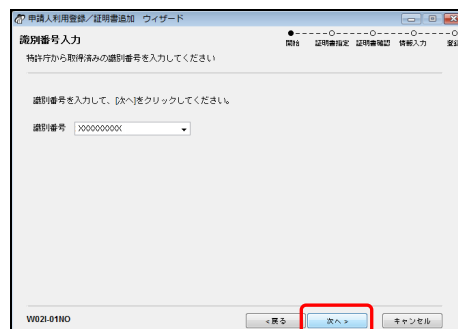 申請人利用登録／証明書追加　ウィザード
識別番号入力
特許庁から取得済みの識別番号を入力してください
●-----○-----○-----○-----○
開始　証明書指定　証明書確認　情報入力
識別番号を入力して、[次へ]をクリックしてください。
識別番号　XXXXXXXXX
W02I-01NO　<戻る　次へ>　キャンセル